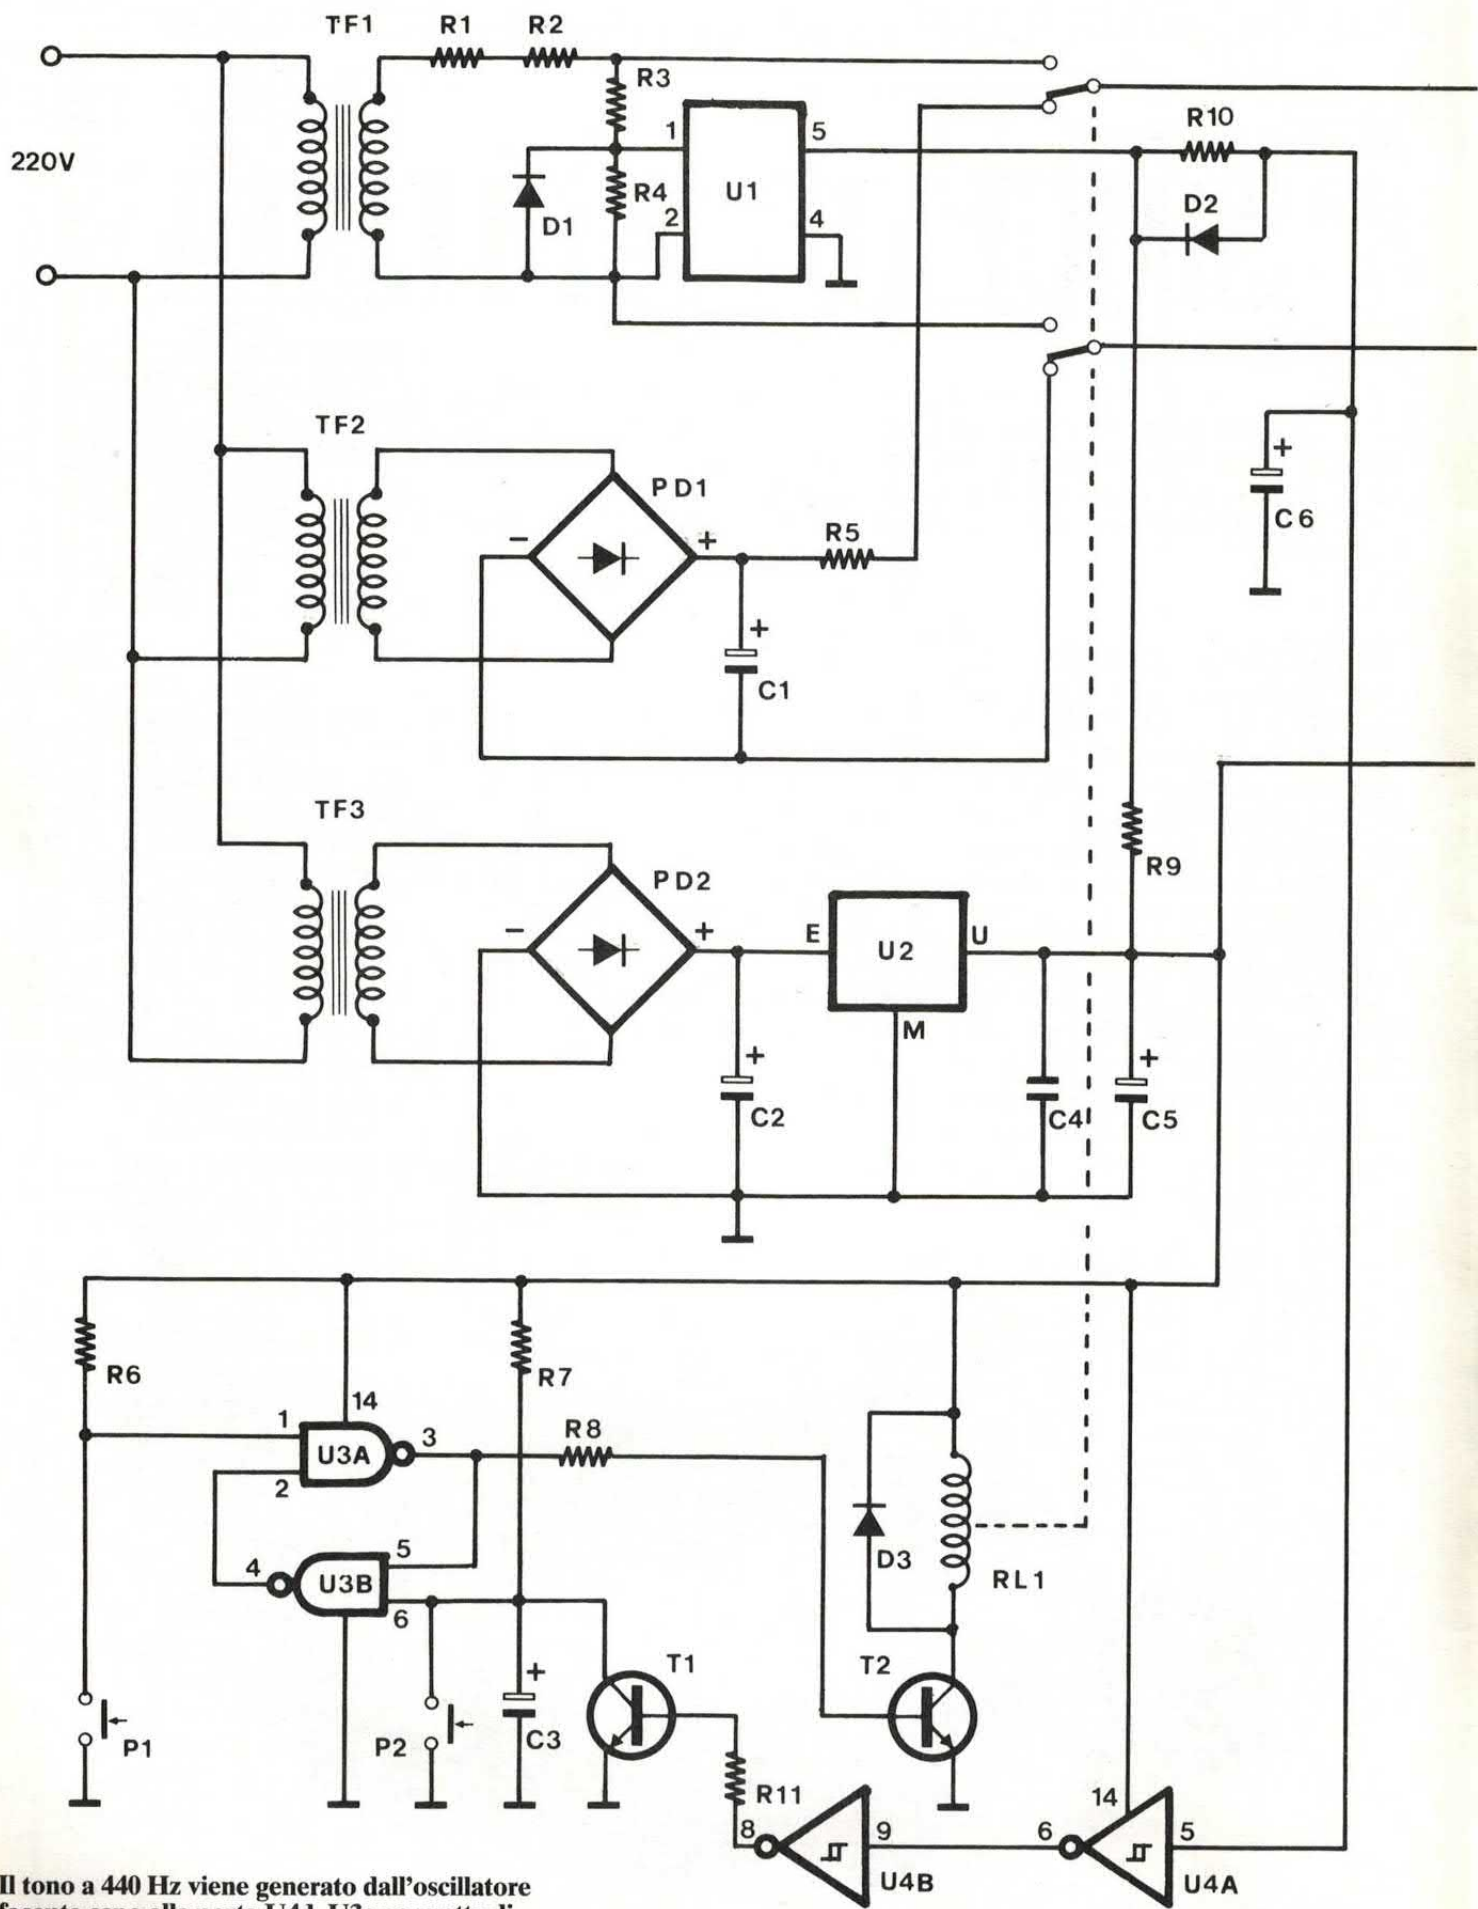 TF1
R1
R2
R3
220V
1
5
R10
U1
R4
D1
2
4
D2
TF2
PD1
-
+
R5
+
C6
+
C1
TF3
PD2
R9
-
+
E
U2
U
M
+
C2
C4
+
C5
R6
14
R7
1
U3A
3
R8
2
4
U3B
5
6
D3
RL1
T1
T2
+
C3
P1
P2
R11
14
8
9
6
5
U4B
U4A
Il tono a 440 Hz viene generato dall'oscillatore